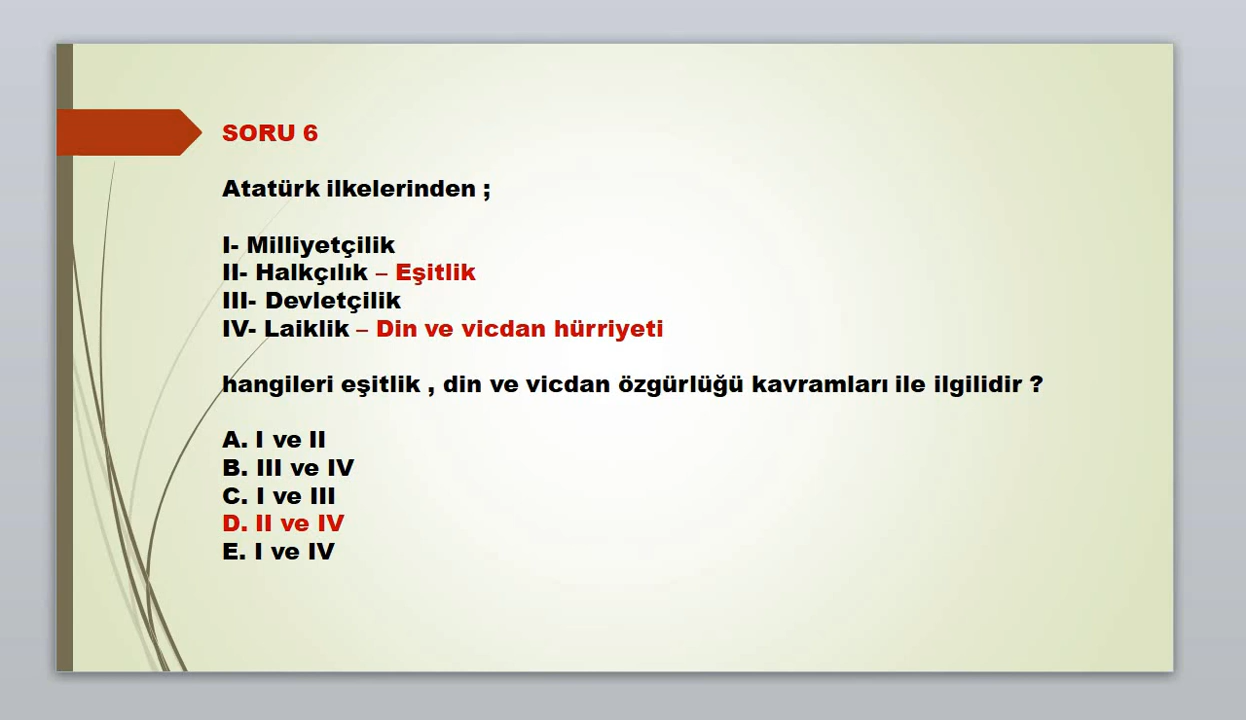 SORU 6
Atatürk ilkelerinden ;
I- Milliyetçilik
II- Halkçılık – Eşitlik
III- Devletçilik
IV- Laiklik – Din ve vicdan hürriyeti
hangileri eşitlik , din ve vicdan özgürlüğü kavramları ile ilgilidir ?
A. I ve II
B. III ve IV
C. I ve III
D. II ve IV
E. I ve IV